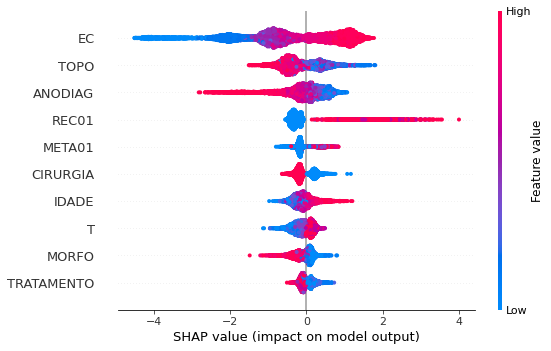 High
EC
TOPO
ANODIAG
REC01
META01
CIRURGIA
IDADE
T
MORFO
TRATAMENTO
Feature value
Low
−4 −2 0 2 4
SHAP value (impact on model output)